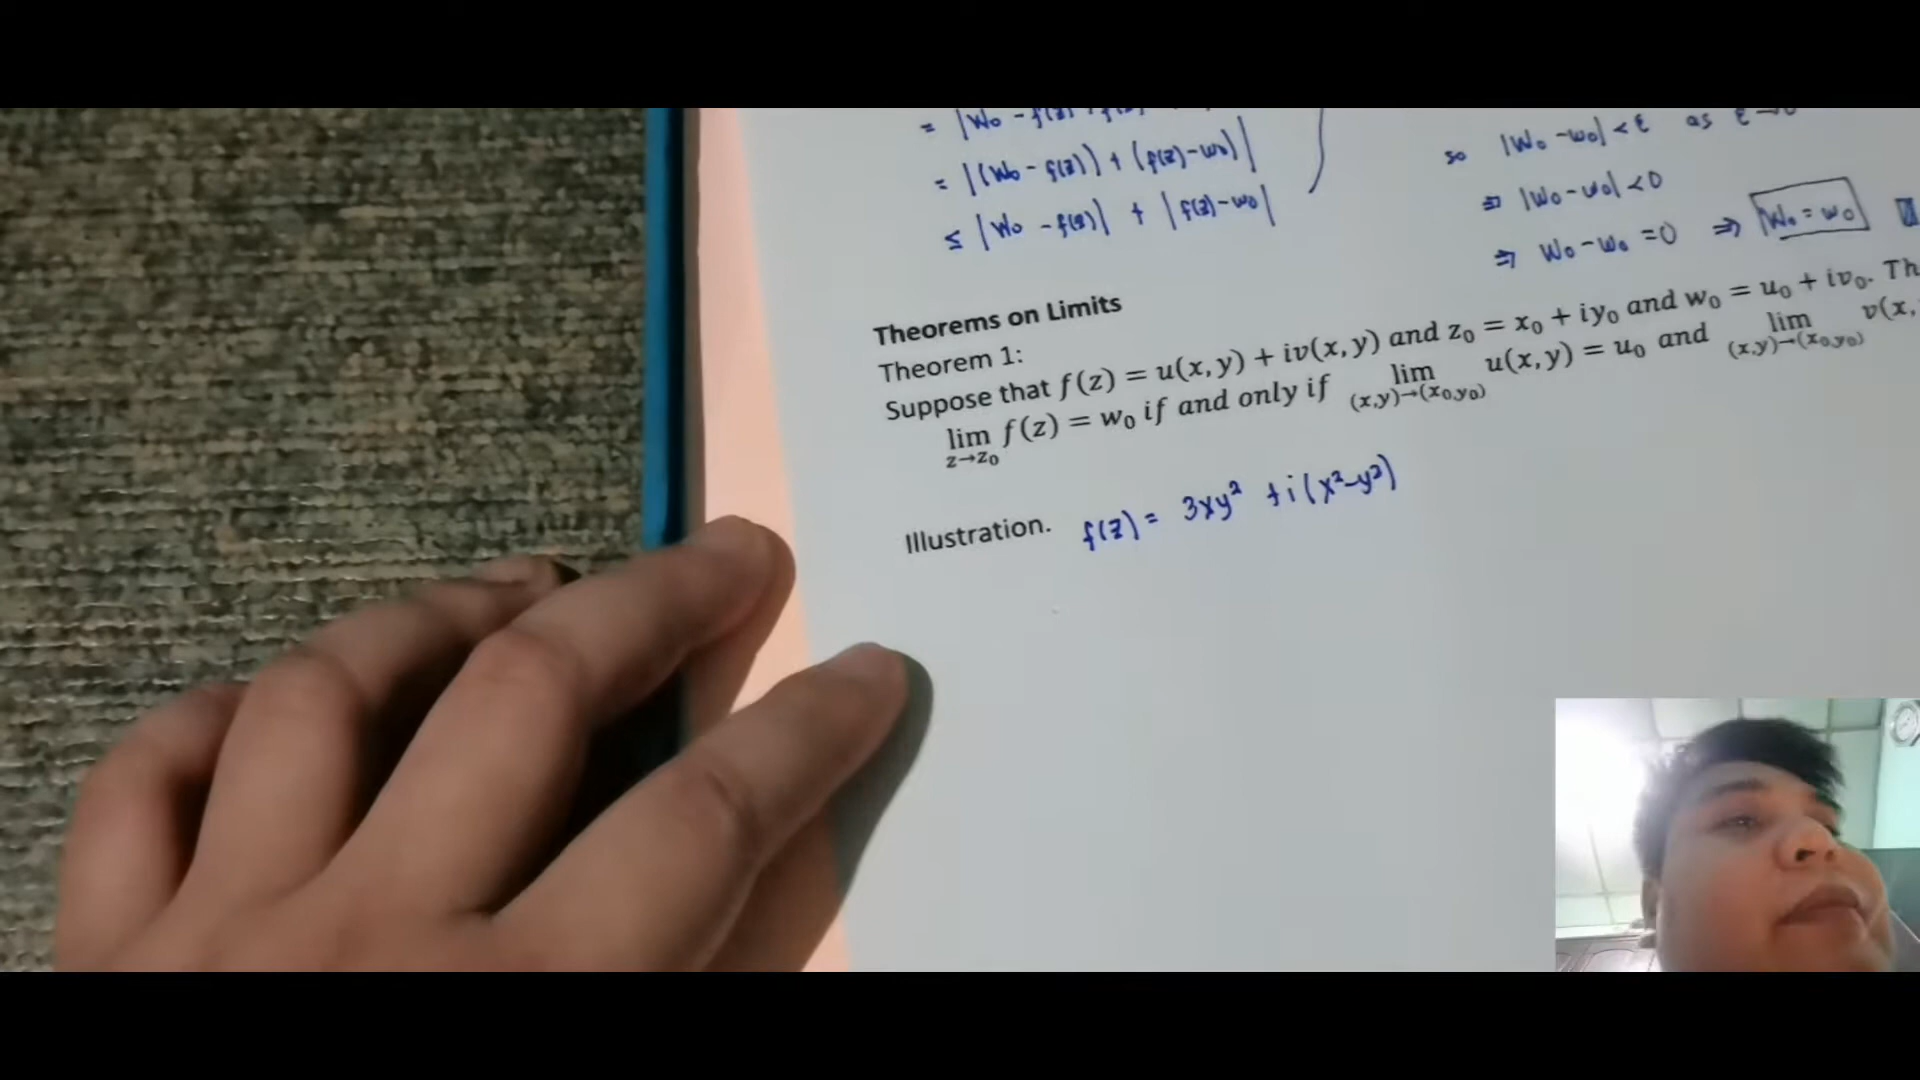 = |(W₀ - f(z)) + (f(z) - w₀)|
≤ |W₀ - f(z)| + |f(z) - w₀|
so |W₀ - w₀| < ε as ε → 0
⇒ |W₀ - w₀| < 0
⇒ W₀ - w₀ = 0 ⇒ W₀ = w₀
Theorems on Limits
Theorem 1:
Suppose that f(z) = u(x, y) + iv(x, y) and z₀ = x₀ + iy₀ and w₀ = u₀ + iv₀.
lim z→z₀ f(z) = w₀ if and only if lim (x,y)→(x₀,y₀) u(x, y) = u₀ and lim (x,y)→(x₀,y₀) v(x,
Illustration. f(z) = 3xy² + i(x² - y²)